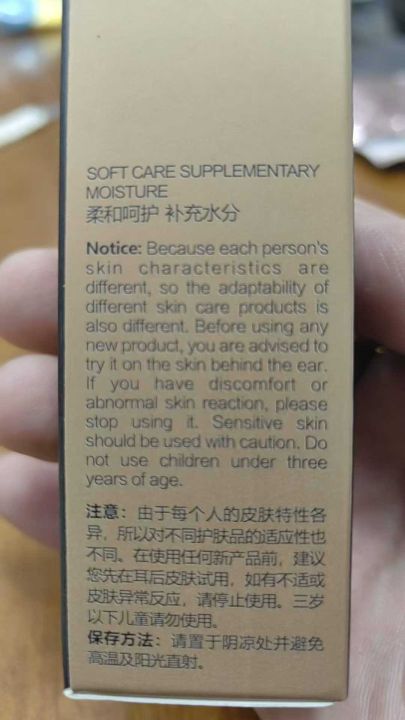 SOFT CARE SUPPLEMENTARY
MOISTURE
柔和呵护 补充水分
Notice: Because each person's
skin characteristics are
different, so the adaptability of
different skin care products is
also different. Before using any
new product, you are advised to
try it on the skin behind the ear.
If you have discomfort or
abnormal skin reaction, please
stop using it. Sensitive skin
should be used with caution. Do
not use children under three
years of age.
注意：由于每个人的皮肤特性各
异，所以对不同护肤品的适应性也
不同。在使用任何新产品前，建议
您先在耳后皮肤试用，如有不适或
皮肤异常反应，请停止使用。三岁
以下儿童请勿使用。
保存方法：请置于阴凉处并避免
高温及阳光直射。